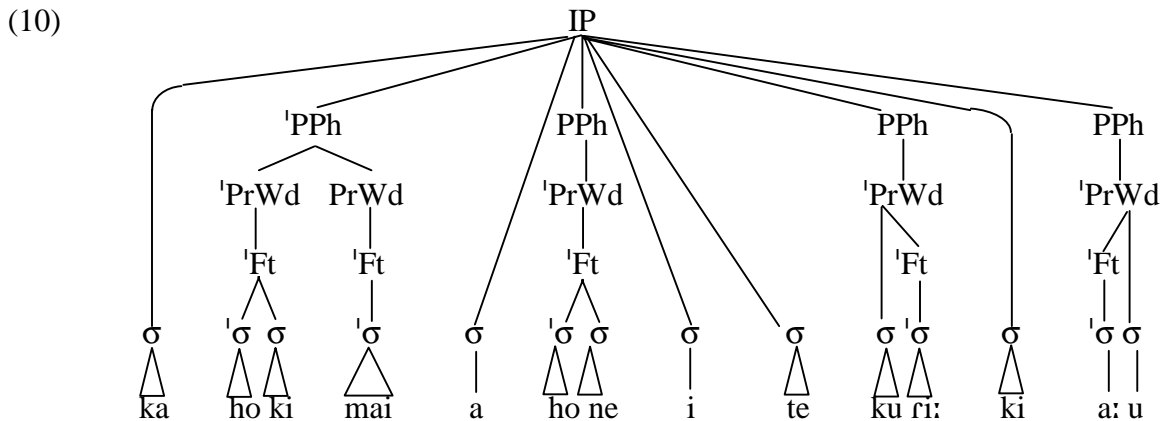 (10) IP
ˈPPh PPh PPh PPh
ˈPrWd PrWd ˈPrWd ˈPrWd ˈPrWd
ˈFt ˈFt ˈFt ˈFt ˈFt
σ ˈσ σ ˈσ σ ˈσ σ σ σ σ ˈσ σ ˈσ σ
ka ho ki mai a ho ne i te ku ɾiː ki aː u